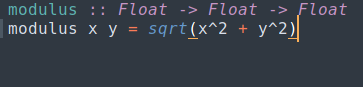 modulus :: Float -> Float -> Float
modulus x y = sqrt(x^2 + y^2)